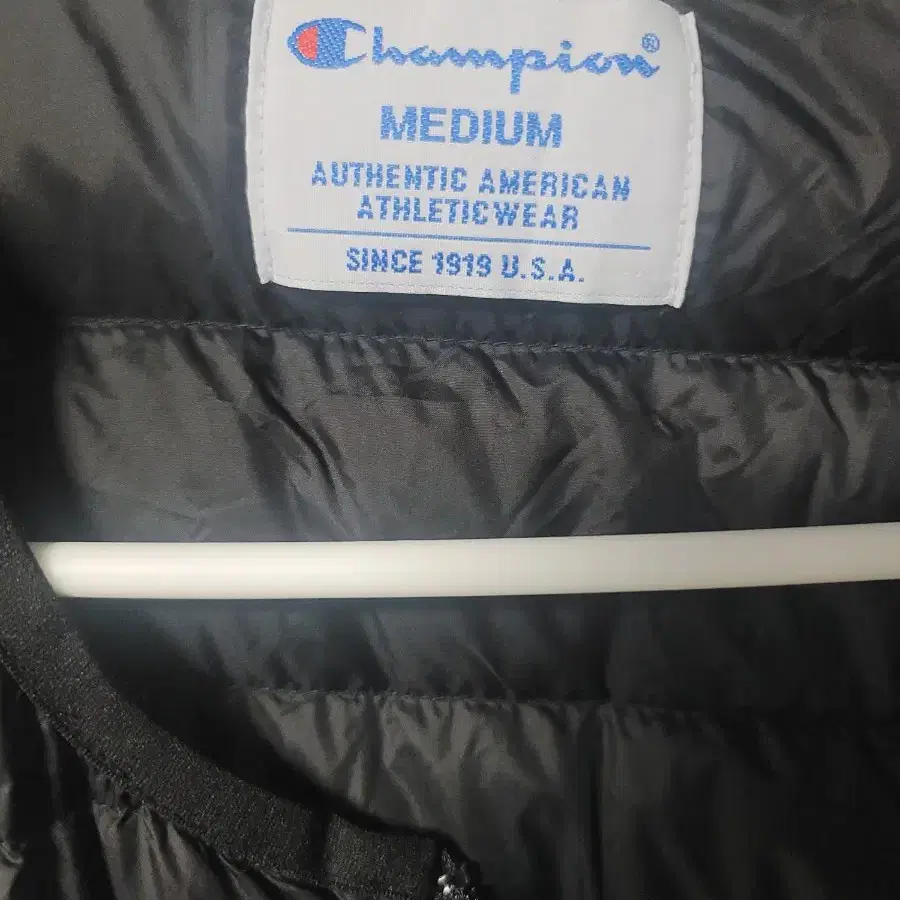 Champion®
MEDIUM
AUTHENTIC AMERICAN
ATHLETICWEAR
SINCE 1919 U.S.A.